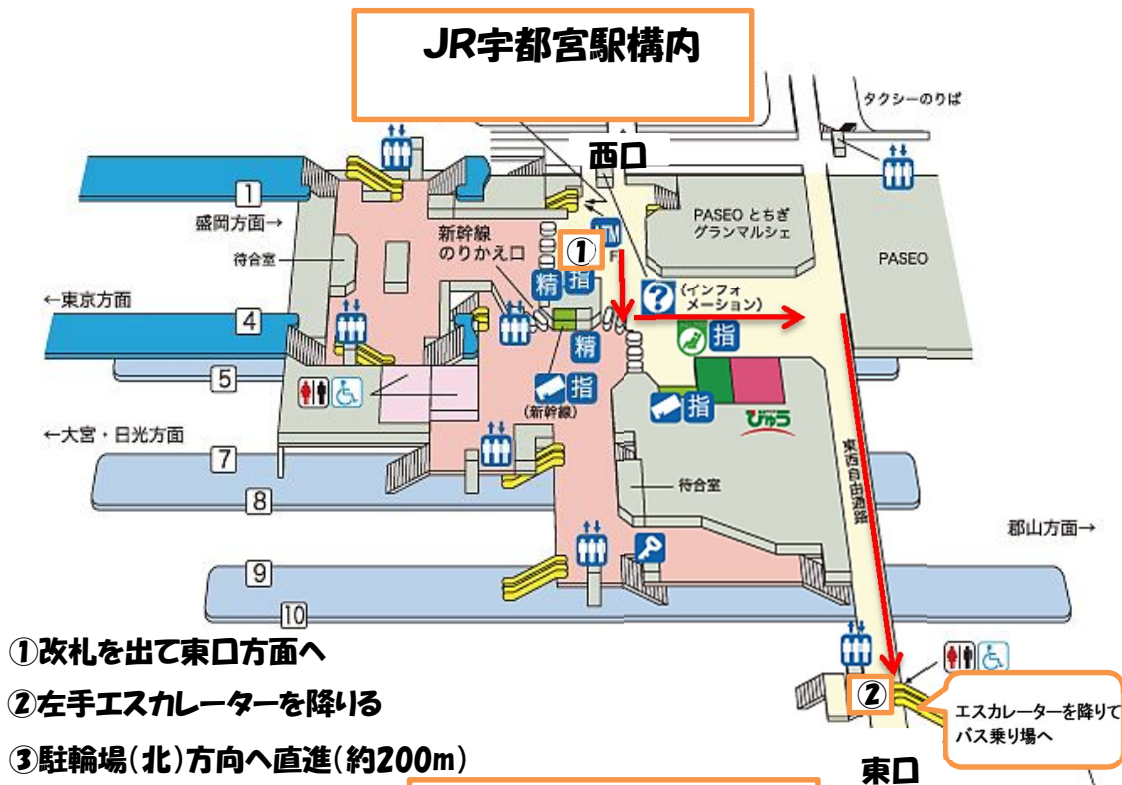 JR宇都宮駅構内
タクシーのりば
西口
1
盛岡方面→
新幹線
のりかえ口
PASEO とちぎ
グランマルシェ
待合室
①
PASEO
精 指
(インフォ
メーション)
←東京方面
4
指
精
5
指
(新幹線)
指
びゅう
←大宮・日光方面
7
東西自由通路
8
待合室
郡山方面→
9
10
①改札を出て東口方面へ
②左手エスカレーターを降りる
②
エスカレーターを降りて
バス乗り場へ
③駐輪場(北)方向へ直進(約200m)
東口